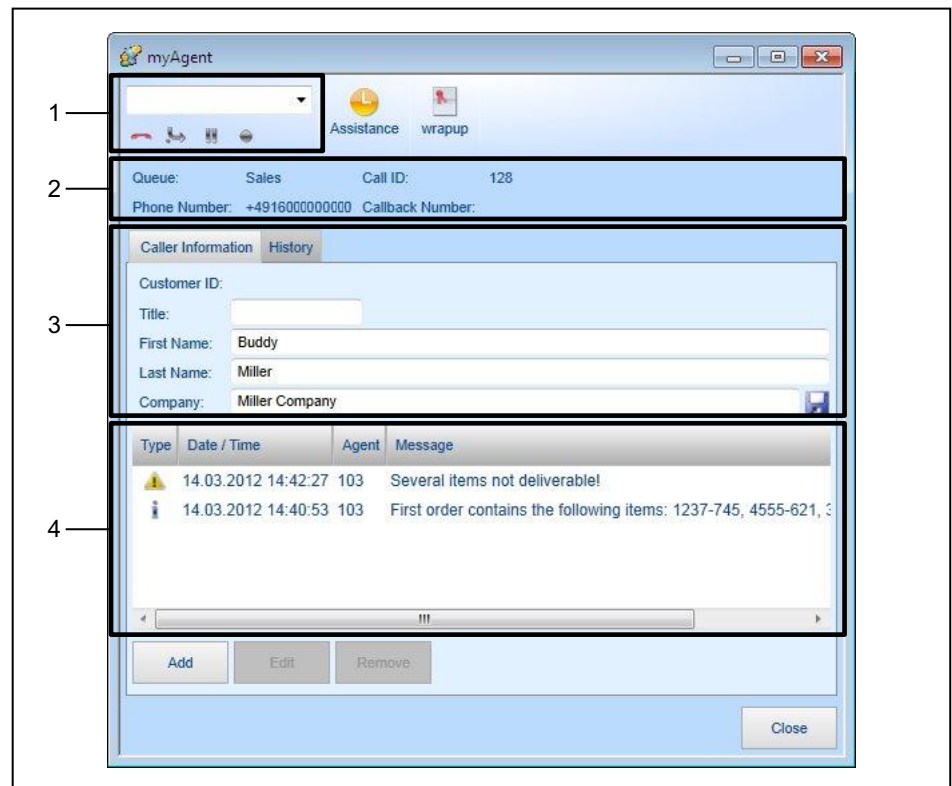 myAgent
1
Assistance wrapup
2
Queue: Sales Call ID: 128
Phone Number: +4916000000000 Callback Number:
Caller Information History
3
Customer ID:
Title:
First Name: Buddy
Last Name: Miller
Company: Miller Company
4
Type Date / Time Agent Message
14.03.2012 14:42:27 103 Several items not deliverable!
14.03.2012 14:40:53 103 First order contains the following items: 1237-745, 4555-621,
Add Edit Remove
Close